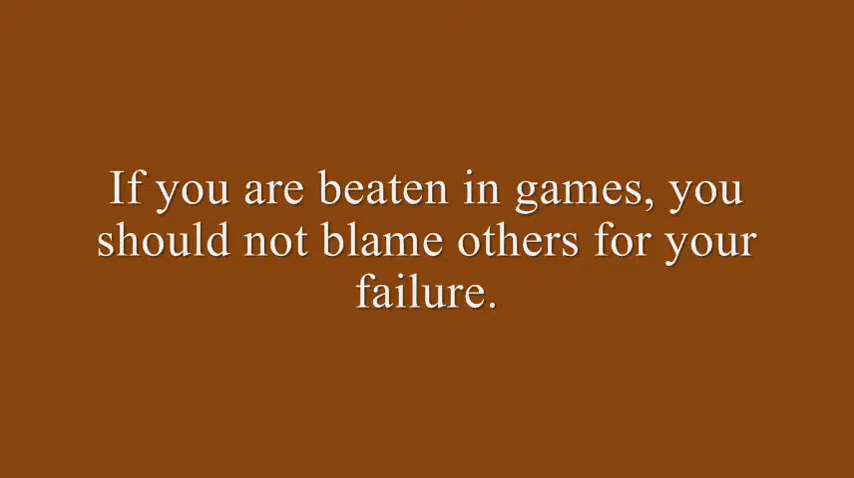 If you are beaten in games, you
should not blame others for your
failure.